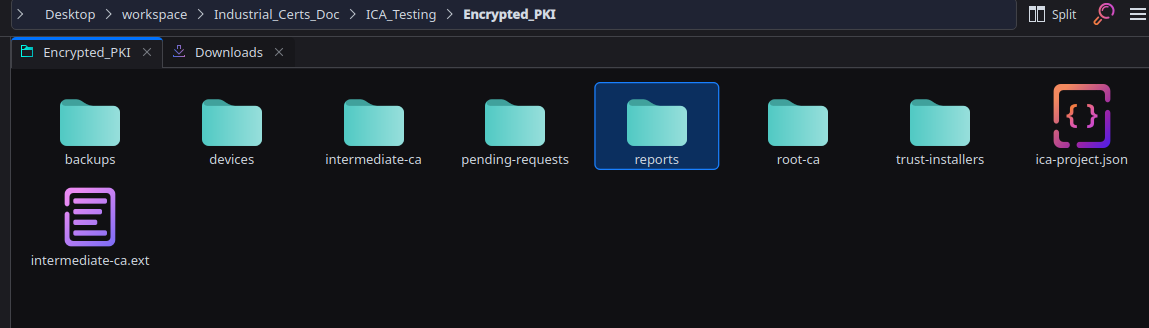 Desktop > workspace > Industrial_Certs_Doc > ICA_Testing > Encrypted_PKI Split
Encrypted_PKI Downloads
backups devices intermediate-ca pending-requests reports root-ca trust-installers ica-project.json
intermediate-ca.ext